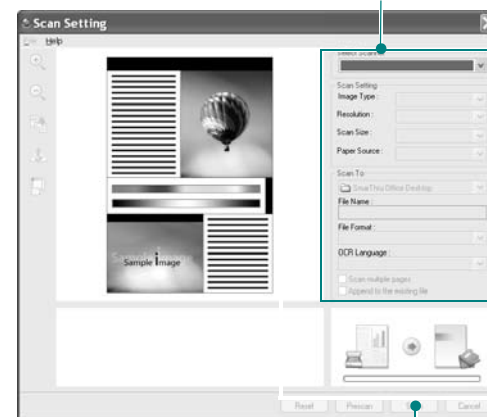 Scan Setting
Help
Select Scanner
Scan Setting
Image Type :
Resolution :
Scan Size :
Paper Source :
Scan To
SmarThru Office Desktop
File Name :
File Format :
OCR Language :
Scan multiple pages
Append to the existing file
Sample Image
Reset
Prescan
Cancel